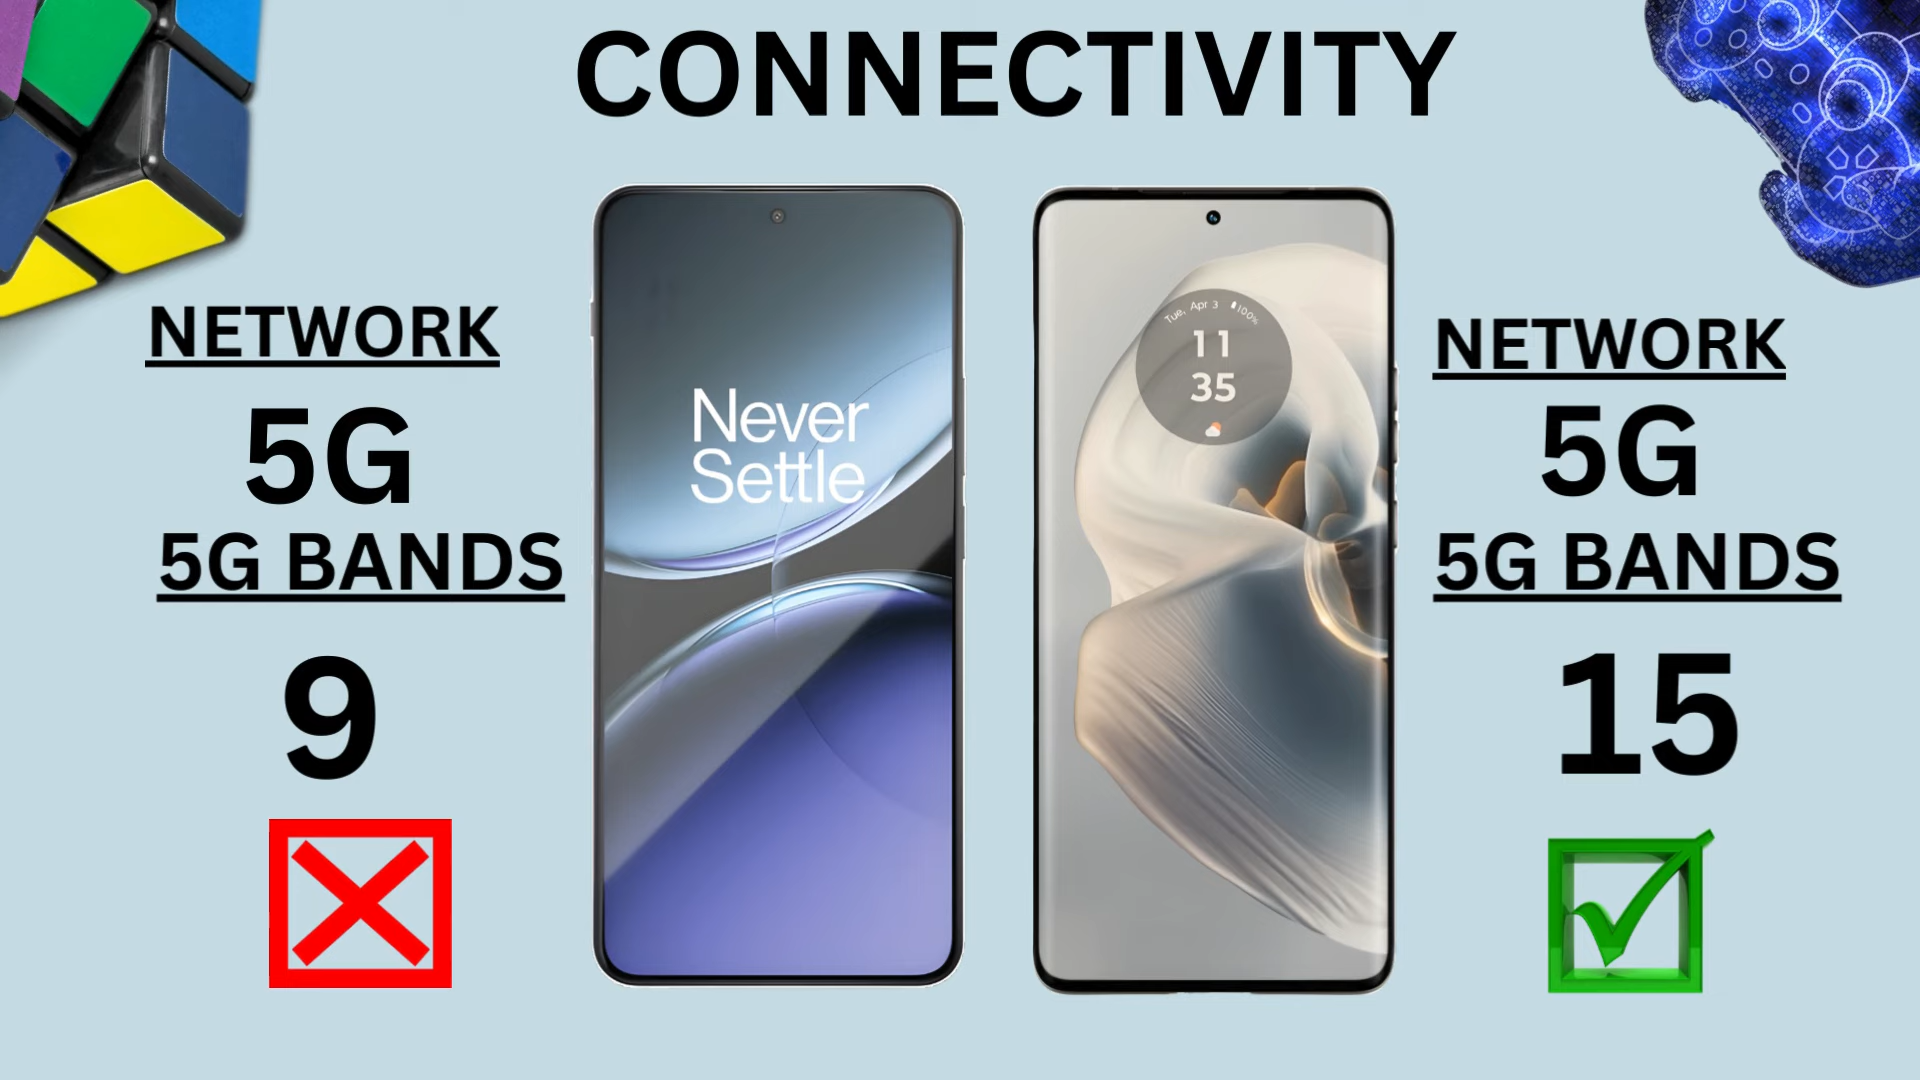 CONNECTIVITY
NETWORK
5G
5G BANDS
9
Never
Settle
Tue, Apr 3 100%
11
35
NETWORK
5G
5G BANDS
15